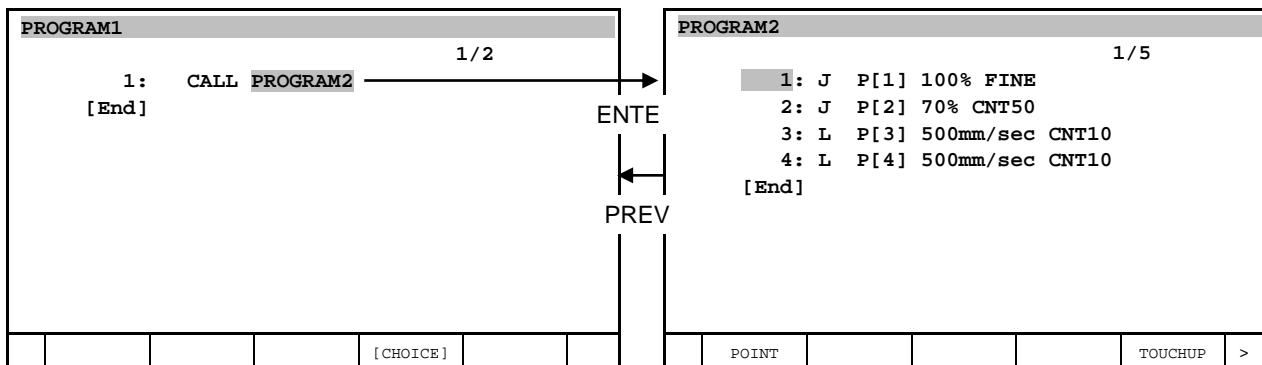 PROGRAM1
1/2
1: CALL PROGRAM2
[End]
[CHOICE]
ENTE
PREV
PROGRAM2
1/5
1: J P[1] 100% FINE
2: J P[2] 70% CNT50
3: L P[3] 500mm/sec CNT10
4: L P[4] 500mm/sec CNT10
[End]
POINT TOUCHUP >